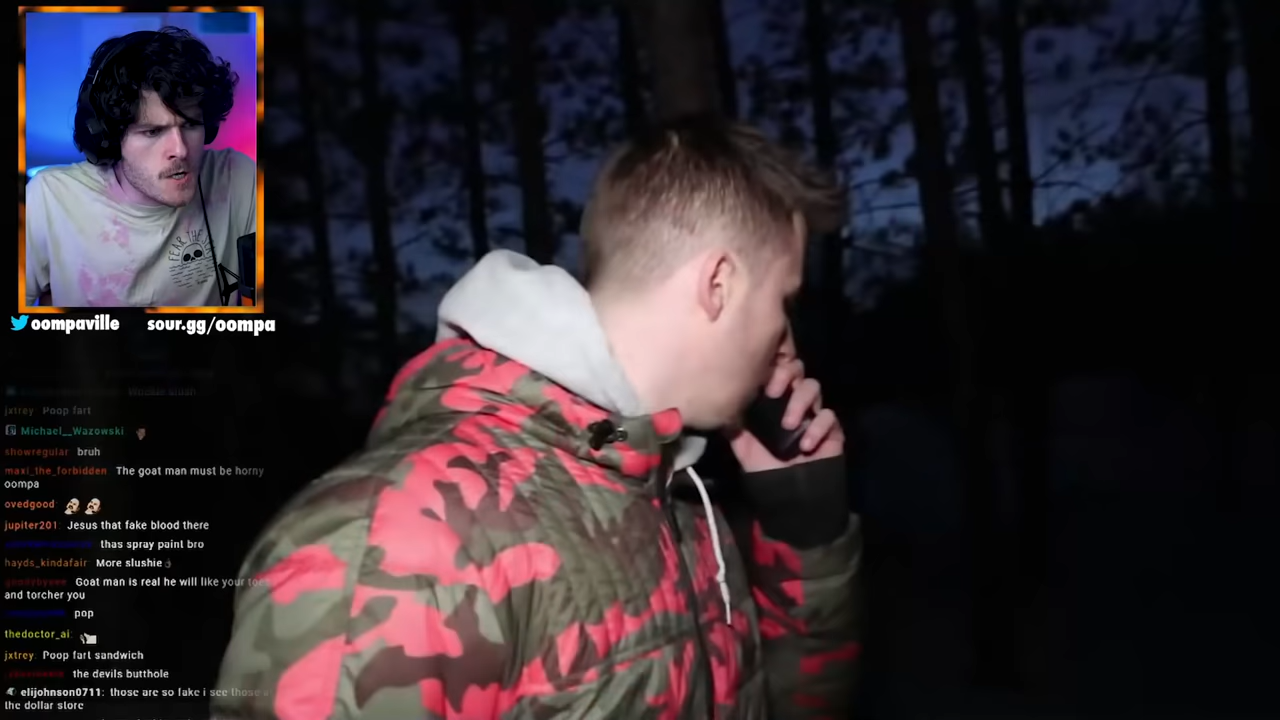 FEAR THE
oompaville sour.gg/oompa
jxtrey: Poop fart
Michael__Wazowski
showregular bruh
maxi_the_forbidden The goat man must be horny
oompa
ovedgood:
jupiter201: Jesus that fake blood there
thas spray paint bro
hayds_kindafair More slushie
Goat man is real he will like your toes
and torcher you
pop
thedoctor_ai:
jxtrey: Poop fart sandwich
the devils butthole
elijohnson0711: those are so fake i see those
the dollar store